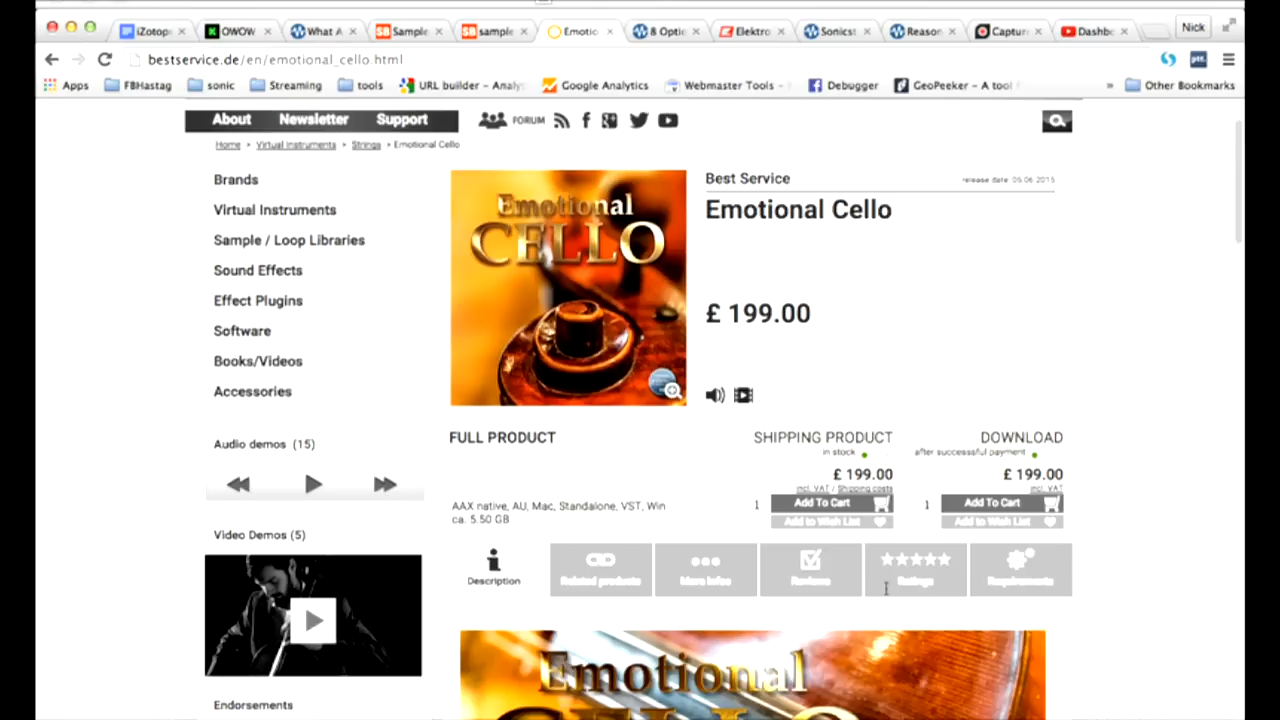 iZotop
OWOW
What A
Sample
sample
Emotio
8 Optio
Elektro
Sonicst
Reason
Captur
Dashbo
Nick
bestservice.de/en/emotional_cello.html
Apps
FBHastag
sonic
Streaming
tools
URL builder – Analy
Google Analytics
Webmaster Tools –
Debugger
GeoPeeker – A tool f
» Other Bookmarks
About Newsletter Support
FORUM
Home > Virtual Instruments > Strings > Emotional Cello
Brands
Virtual Instruments
Sample / Loop Libraries
Sound Effects
Effect Plugins
Software
Books/Videos
Accessories
Audio demos (15)
Video Demos (5)
Endorsements
Emotional
CELLO
Best Service
release date 05.06.2015
Emotional Cello
£ 199.00
FULL PRODUCT
SHIPPING PRODUCT
in stock
£ 199.00
incl. VAT / Shipping costs
1 Add To Cart
Add to Wish List
DOWNLOAD
after successful payment
£ 199.00
incl. VAT
1 Add To Cart
Add to Wish List
AAX native, AU, Mac, Standalone, VST, Win
ca. 5.50 GB
Description
Related products
More Infos
Reviews
Ratings
Requirements
Emotional
CELLO